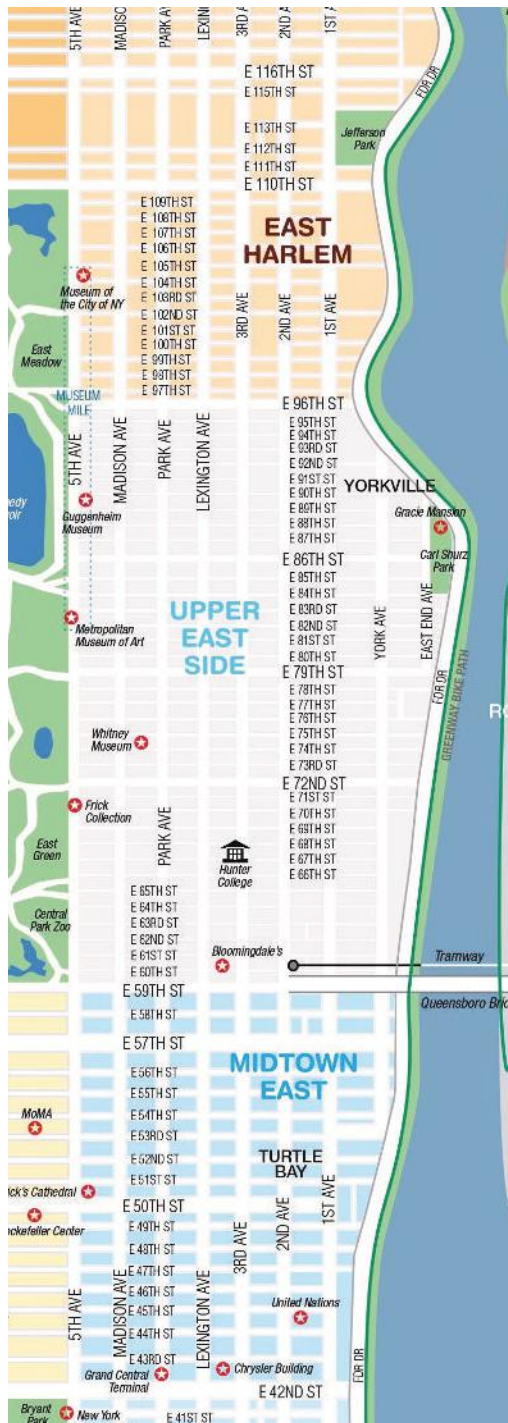 5TH AVE
MADISO
PARK AV
LEXIN
3RD A
2ND A
1ST A
E 116TH ST
FDR DR
E 115TH ST
E 113TH ST
Jefferson
Park
E 112TH ST
E 111TH ST
E 110TH ST
E 109TH ST
E 108TH ST
E 107TH ST
E 106TH ST
E 105TH ST
E 104TH ST
E 103RD ST
E 102ND ST
E 101ST ST
E 100TH ST
E 99TH ST
E 98TH ST
E 97TH ST
EAST
HARLEM
Museum of
the City of NY
3RD AVE
2ND AVE
1ST AVE
East
Meadow
MUSEUM
MILE
E 96TH ST
5TH AVE
MADISON AVE
PARK AVE
LEXINGTON AVE
E 95TH ST
E 94TH ST
E 93RD ST
E 92ND ST
E 91ST ST
E 90TH ST
E 89TH ST
E 88TH ST
E 87TH ST
YORKVILLE
Gracie Mansion
Guggenheim
Museum
nedy
oir
E 86TH ST
Carl Shurz
Park
E 85TH ST
E 84TH ST
E 83RD ST
E 82ND ST
E 81ST ST
E 80TH ST
UPPER
EAST
SIDE
YORK AVE
EAST END AVE
Metropolitan
Museum of Art
E 79TH ST
FDR DR
GREENWAY BIKE PATH
E 78TH ST
E 77TH ST
E 76TH ST
E 75TH ST
E 74TH ST
E 73RD ST
RO
Whitney
Museum
E 72ND ST
Frick
Collection
E 71ST ST
E 70TH ST
E 69TH ST
E 68TH ST
E 67TH ST
E 66TH ST
PARK AVE
East
Green
Hunter
College
E 65TH ST
E 64TH ST
E 63RD ST
E 62ND ST
E 61ST ST
E 60TH ST
Central
Park Zoo
Bloomingdale's
Tramway
E 59TH ST
Queensboro Bric
E 58TH ST
E 57TH ST
MIDTOWN
EAST
E 56TH ST
E 55TH ST
E 54TH ST
E 53RD ST
E 52ND ST
E 51ST ST
MoMA
TURTLE
BAY
ick's Cathedral
E 50TH ST
ockefeller Center
E 49TH ST
E 48TH ST
E 47TH ST
E 46TH ST
E 45TH ST
E 44TH ST
E 43RD ST
5TH AVE
MADISON AVE
LEXINGTON AVE
3RD AVE
2ND AVE
1ST AVE
United Nations
FDR DR
Grand Central
Terminal
Chrysler Building
E 42ND ST
Bryant
Park
New York
E 41ST ST